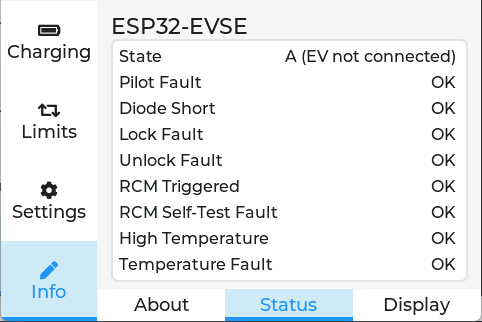 ESP32-EVSE
Charging
Limits
Settings
Info
State A (EV not connected)
Pilot Fault OK
Diode Short OK
Lock Fault OK
Unlock Fault OK
RCM Triggered OK
RCM Self-Test Fault OK
High Temperature OK
Temperature Fault OK
About Status Display